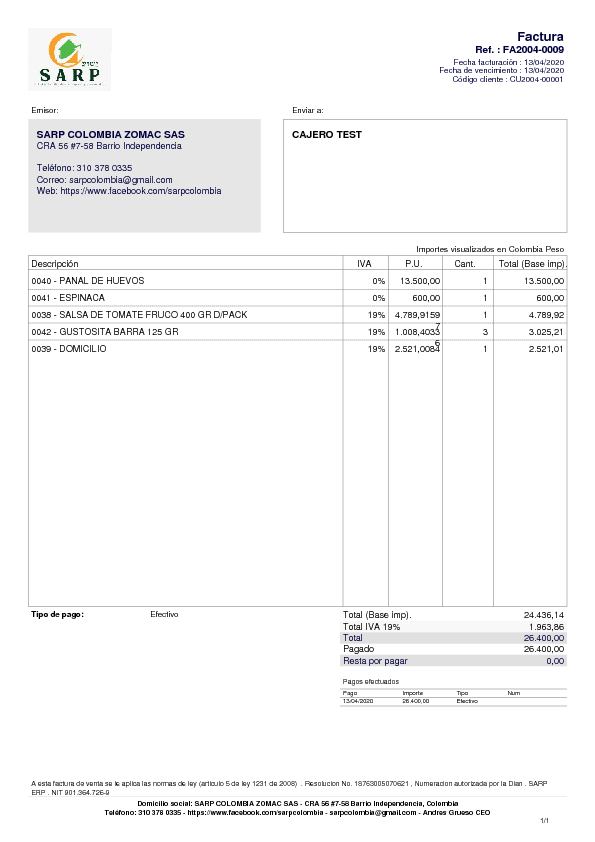 SARP
Factura
Ref. : FA2004-0009
Fecha facturación : 13/04/2020
Fecha de vencimiento : 13/04/2020
Código cliente : CU2004-00001
Emisor:
Enviar a:
SARP COLOMBIA ZOMAC SAS
CRA 56 #7-58 Barrio Independencia
Teléfono: 310 378 0335
Correo: sarpcolombia@gmail.com
Web: https://www.facebook.com/sarpcolombia
CAJERO TEST
Importes visualizados en Colombia Peso
Descripción IVA P.U. Cant. Total (Base imp).
0040 - PANAL DE HUEVOS 0% 13.500,00 1 13.500,00
0041 - ESPINACA 0% 600,00 1 600,00
0038 - SALSA DE TOMATE FRUCO 400 GR D/PACK 19% 4.789,9159 1 4.789,92
7
0042 - GUSTOSITA BARRA 125 GR 19% 1.008,4033 3 3.025,21
6
0039 - DOMICILIO 19% 2.521,0084 1 2.521,01
Tipo de pago: Efectivo
Total (Base imp). 24.436,14
Total IVA 19% 1.963,86
Total 26.400,00
Pagado 26.400,00
Resta por pagar 0,00
Pagos efectuados
Pago Importe Tipo Num
13/04/2020 26.400,00 Efectivo
A esta factura de venta se le aplica las normas de ley (articulo 5 de ley 1231 de 2008) . Resolucion No. 18763005070621 , Numeracion autorizada por la Dian . SARP
ERP . NIT 901.364.726-9
Domicilio social: SARP COLOMBIA ZOMAC SAS - CRA 56 #7-58 Barrio Independencia, Colombia
Teléfono: 310 378 0335 - https://www.facebook.com/sarpcolombia - sarpcolombia@gmail.com - Andres Grueso CEO
1/1